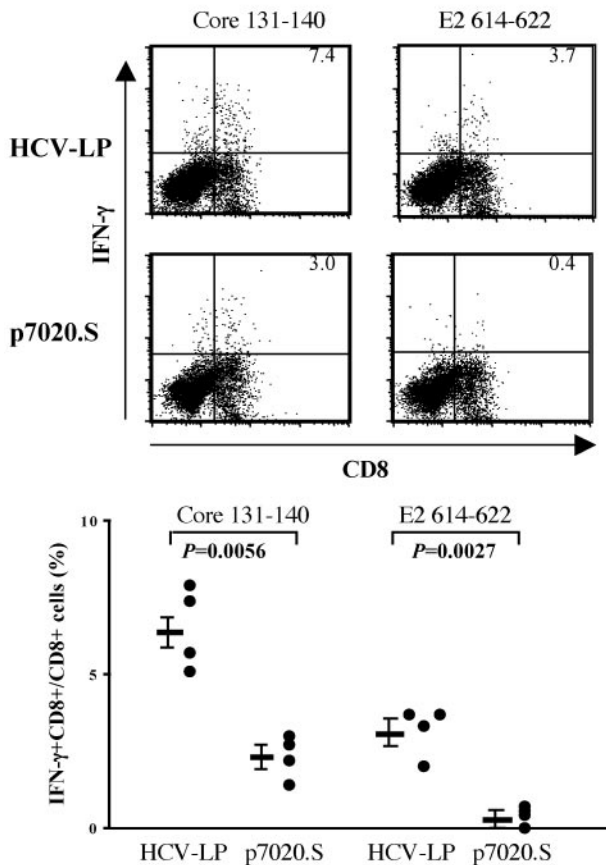 Core 131-140
E2 614-622
HCV-LP
7.4
3.7
IFN-γ
p7020.S
3.0
0.4
CD8
IFN-γ+CD8+/CD8+ cells (%)
10
5
0
Core 131-140
E2 614-622
P=0.0056
P=0.0027
HCV-LP
p7020.S
HCV-LP
p7020.S